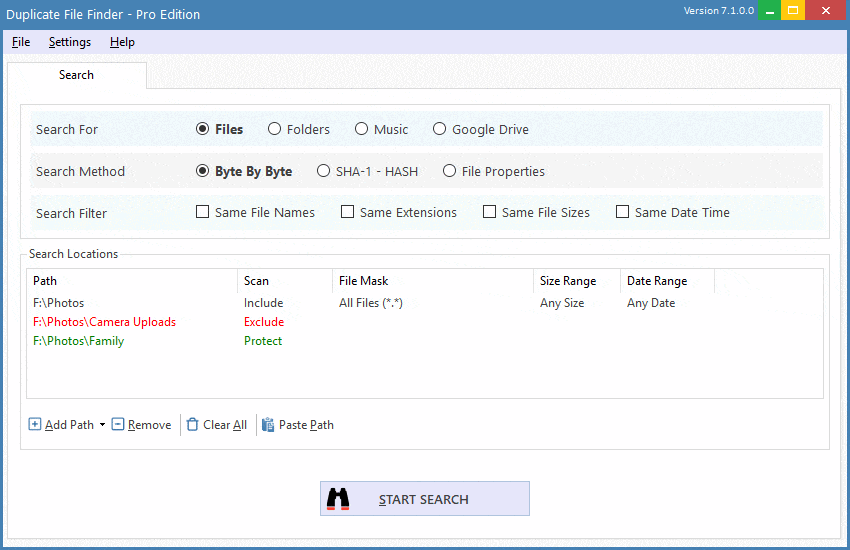 Duplicate File Finder - Pro Edition Version 7.1.0.0
File Settings Help
Search
Search For Files Folders Music Google Drive
Search Method Byte By Byte SHA-1 - HASH File Properties
Search Filter Same File Names Same Extensions Same File Sizes Same Date Time
Search Locations
Path Scan File Mask Size Range Date Range
F:\Photos Include All Files (*.*) Any Size Any Date
F:\Photos\Camera Uploads Exclude
F:\Photos\Family Protect
Add Path Remove Clear All Paste Path
START SEARCH